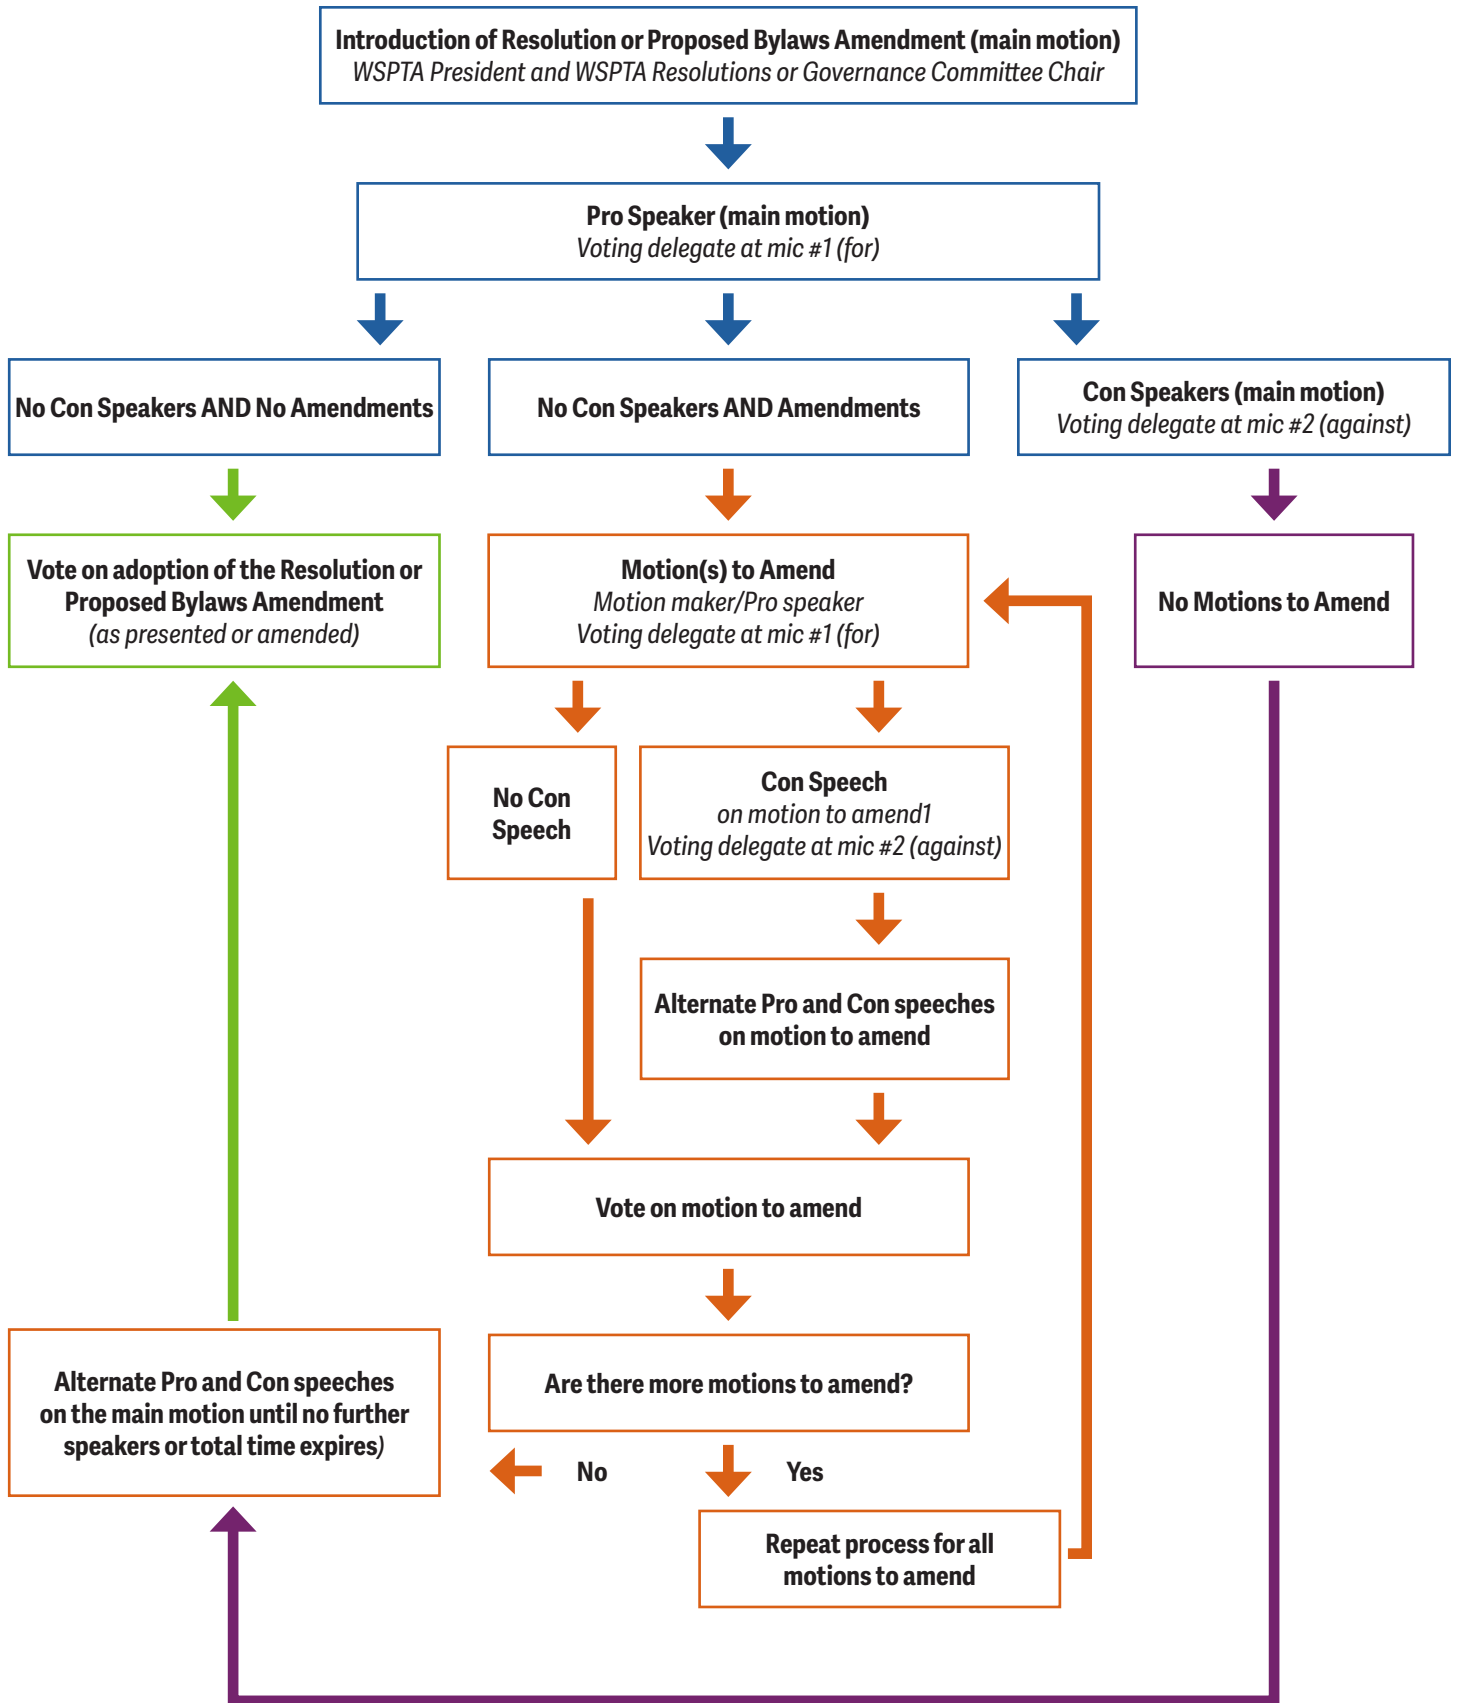 Introduction of Resolution or Proposed Bylaws Amendment (main motion)
WSPTA President and WSPTA Resolutions or Governance Committee Chair
Pro Speaker (main motion)
Voting delegate at mic #1 (for)
No Con Speakers AND No Amendments
No Con Speakers AND Amendments
Con Speakers (main motion)
Voting delegate at mic #2 (against)
Vote on adoption of the Resolution or
Proposed Bylaws Amendment
(as presented or amended)
Motion(s) to Amend
Motion maker/Pro speaker
Voting delegate at mic #1 (for)
No Motions to Amend
No Con
Speech
Con Speech
on motion to amend1
Voting delegate at mic #2 (against)
Alternate Pro and Con speeches
on motion to amend
Vote on motion to amend
Are there more motions to amend?
Alternate Pro and Con speeches
on the main motion until no further
speakers or total time expires)
No
Yes
Repeat process for all
motions to amend